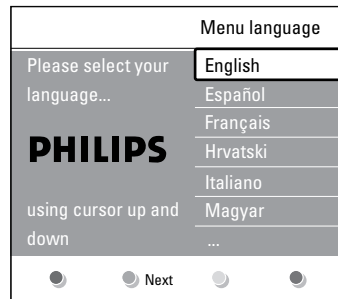 Menu language
Please select your
language...
PHILIPS
using cursor up and
down
English
Español
Français
Hrvatski
Italiano
Magyar
...
Next